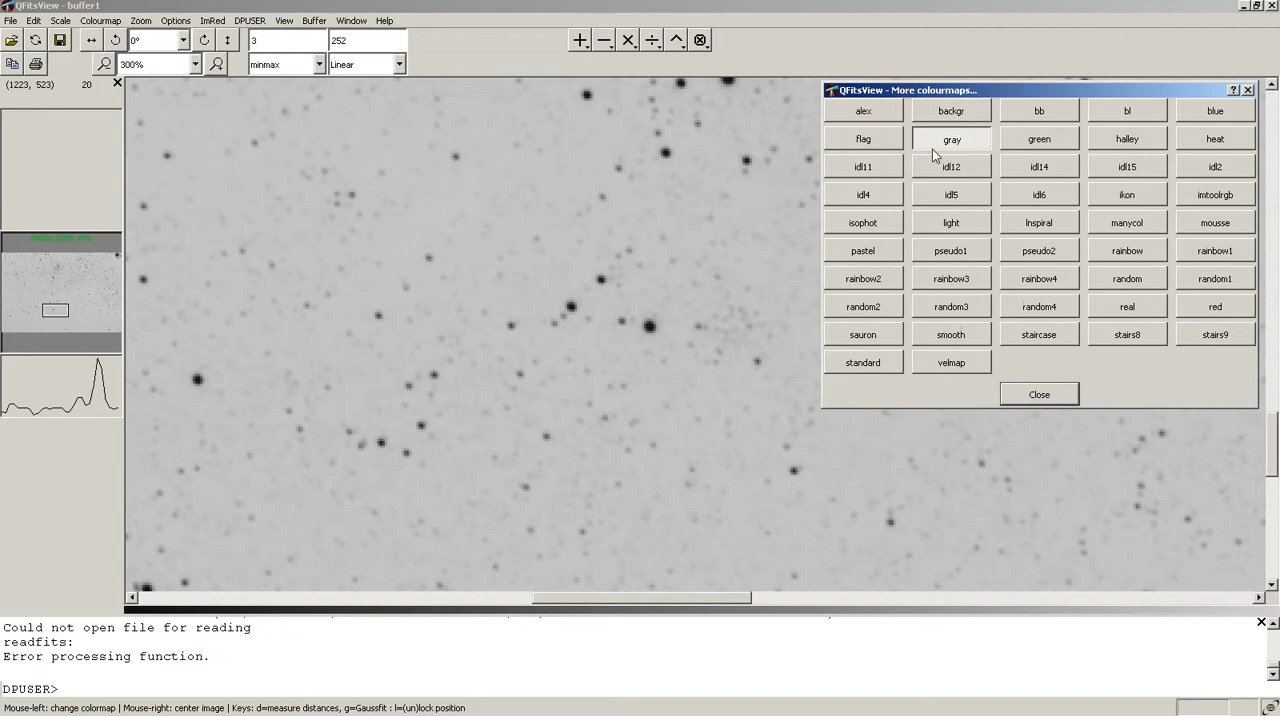 QFitsView - buffer1
File Edit Scale Colourmap Zoom Options ImRed DPUSER View Buffer Window Help
0° 3 252
300% minmax Linear
(1223, 523) 20
QFitsView - More colourmaps...
alex backgr bb bl blue
flag gray green halley heat
idl11 idl12 idl14 idl15 idl2
idl4 idl5 idl6 ikon imtoolrgb
isophot light lnspiral manycol mousse
pastel pseudo1 pseudo2 rainbow rainbow1
rainbow2 rainbow3 rainbow4 random random1
random2 random3 random4 real red
sauron smooth staircase stairs8 stairs9
standard velmap
Close
Could not open file for reading
readfits:
Error processing function.
DPUSER>
Mouse-left: change colormap | Mouse-right: center image | Keys: d=measure distances, g=Gaussfit : l=(un)lock position